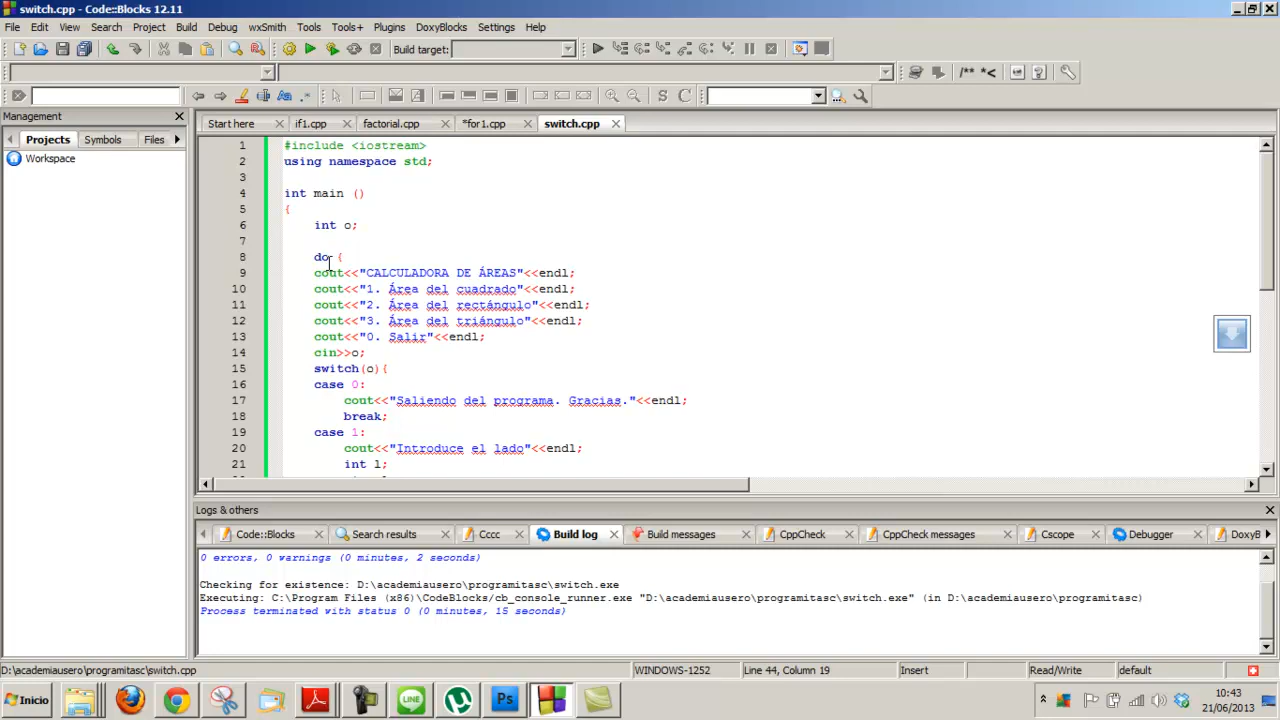 switch.cpp - Code::Blocks 12.11
File Edit View Search Project Build Debug wxSmith Tools Tools+ Plugins DoxyBlocks Settings Help
Build target:
/** *<
S C
Management
Projects Symbols Files
Workspace
Start here if1.cpp factorial.cpp *for1.cpp switch.cpp
1 #include <iostream>
2 using namespace std;
3
4 int main ()
5 {
6 int o;
7
8 do {
9 cout<<"CALCULADORA DE ÁREAS"<<endl;
10 cout<<"1. Área del cuadrado"<<endl;
11 cout<<"2. Área del rectángulo"<<endl;
12 cout<<"3. Área del triángulo"<<endl;
13 cout<<"0. Salir"<<endl;
14 cin>>o;
15 switch(o){
16 case 0:
17 cout<<"Saliendo del programa. Gracias."<<endl;
18 break;
19 case 1:
20 cout<<"Introduce el lado"<<endl;
21 int l;
Logs & others
Code::Blocks Search results Cccc Build log Build messages CppCheck CppCheck messages Cscope Debugger DoxyB
0 errors, 0 warnings (0 minutes, 2 seconds)
Checking for existence: D:\academiausero\programitasc\switch.exe
Executing: C:\Program Files (x86)\CodeBlocks/cb_console_runner.exe "D:\academiausero\programitasc\switch.exe" (in D:\academiausero\programitasc)
Process terminated with status 0 (0 minutes, 15 seconds)
D:\academiausero\programitasc\switch.cpp WINDOWS-1252 Line 44, Column 19 Insert Read/Write default
Inicio LINE Ps 10:43
21/06/2013